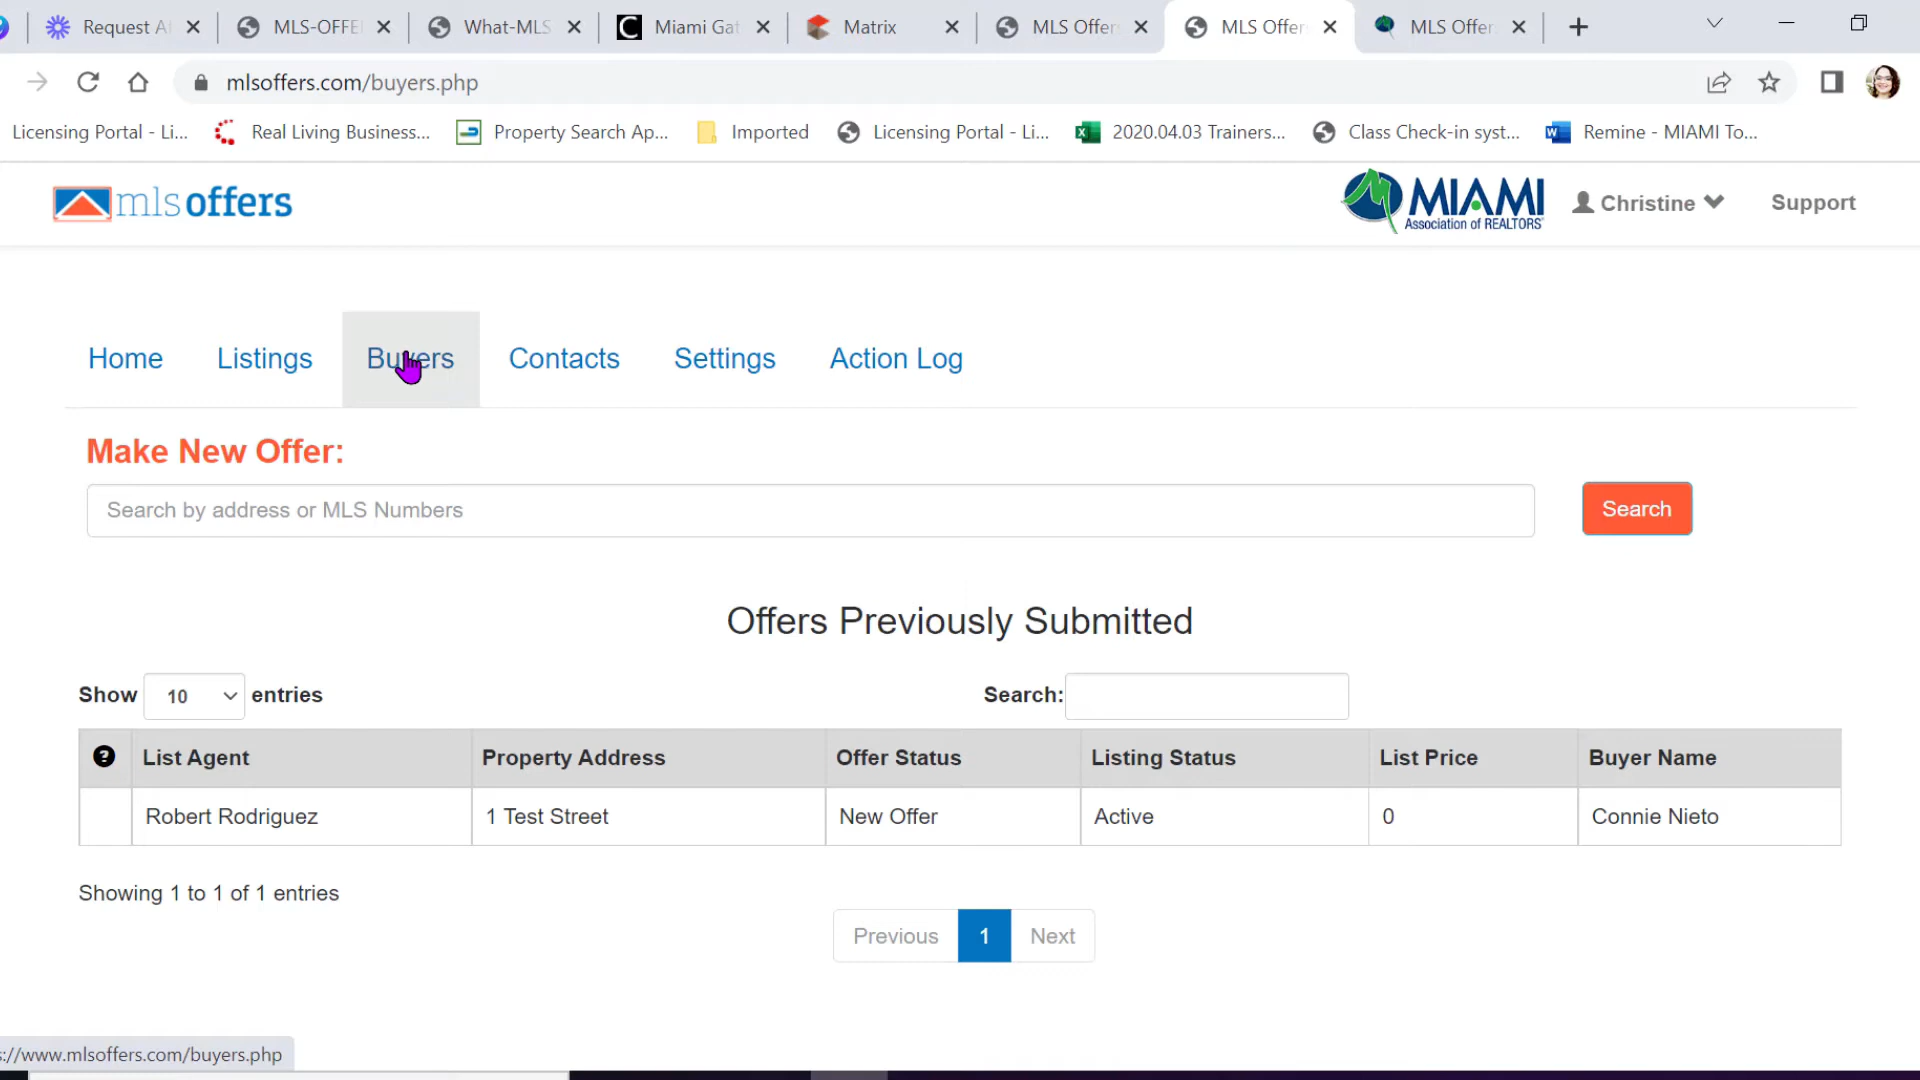 Request A
MLS-OFFE
What-MLS
Miami Gat
Matrix
MLS Offer
MLS Offer
MLS Offer
mlsoffers.com/buyers.php
Licensing Portal - Li...
Real Living Business...
Property Search Ap...
Imported
Licensing Portal - Li...
2020.04.03 Trainers...
Class Check-in syst...
Remine - MIAMI To...
mls offers
MIAMI
Association of REALTORS®
Christine
Support
Home
Listings
Buyers
Contacts
Settings
Action Log
Make New Offer:
Search by address or MLS Numbers
Search
Offers Previously Submitted
Show 10 entries
Search:
List Agent Property Address Offer Status Listing Status List Price Buyer Name
Robert Rodriguez 1 Test Street New Offer Active 0 Connie Nieto
Showing 1 to 1 of 1 entries
Previous 1 Next
s://www.mlsoffers.com/buyers.php